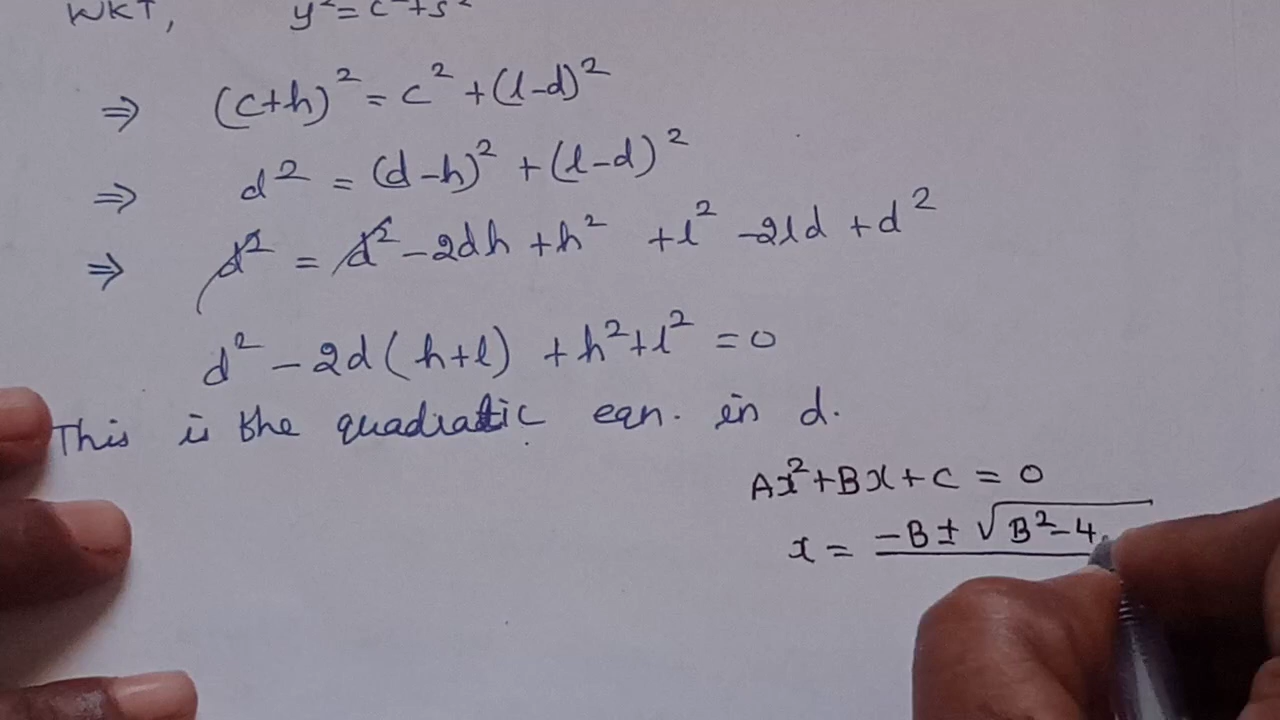 WKT, y² = c² + s²
⇒ (c+h)² = c² + (l-d)²
⇒ d² = (d-h)² + (l-d)²
⇒ d² = d² - 2dh + h² + l² - 2ld + d²
d² - 2d(h+l) + h² + l² = 0
This is the quadratic eqn. in d.
Ax² + Bx + C = 0
x = -B ± √B² - 4